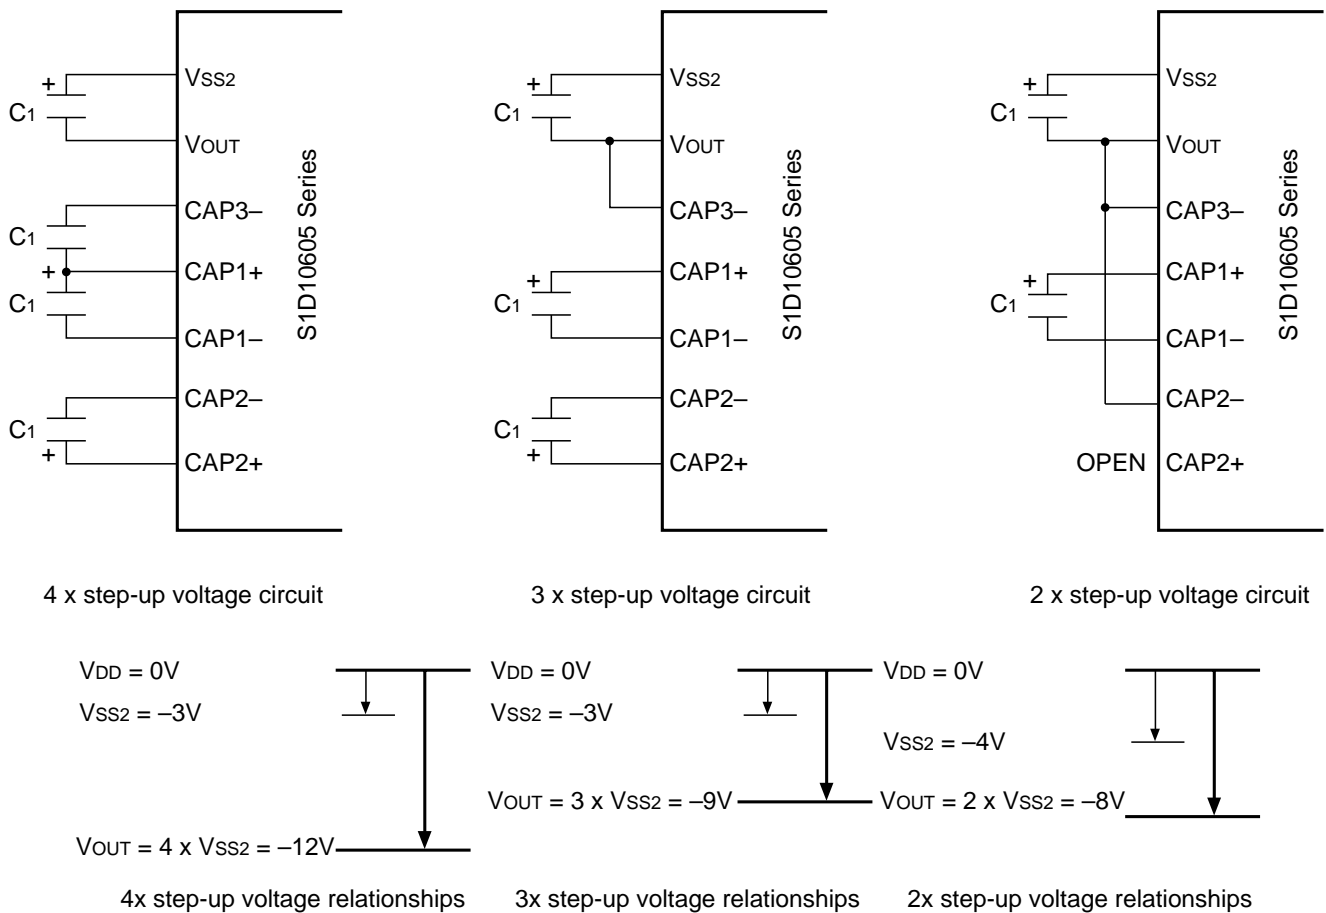 +
VSS2
C1
VOUT
CAP3–
C1
+
CAP1+
C1
CAP1–
CAP2–
C1
+
CAP2+
S1D10605 Series
+
VSS2
C1
VOUT
CAP3–
+
CAP1+
C1
CAP1–
CAP2–
C1
+
CAP2+
S1D10605 Series
+
VSS2
C1
VOUT
CAP3–
+
CAP1+
C1
CAP1–
CAP2–
OPEN
CAP2+
S1D10605 Series
4 x step-up voltage circuit
3 x step-up voltage circuit
2 x step-up voltage circuit
VDD = 0V
VSS2 = –3V
VOUT = 4 x VSS2 = –12V
4x step-up voltage relationships
VDD = 0V
VSS2 = –3V
VOUT = 3 x VSS2 = –9V
3x step-up voltage relationships
VDD = 0V
VSS2 = –4V
VOUT = 2 x VSS2 = –8V
2x step-up voltage relationships